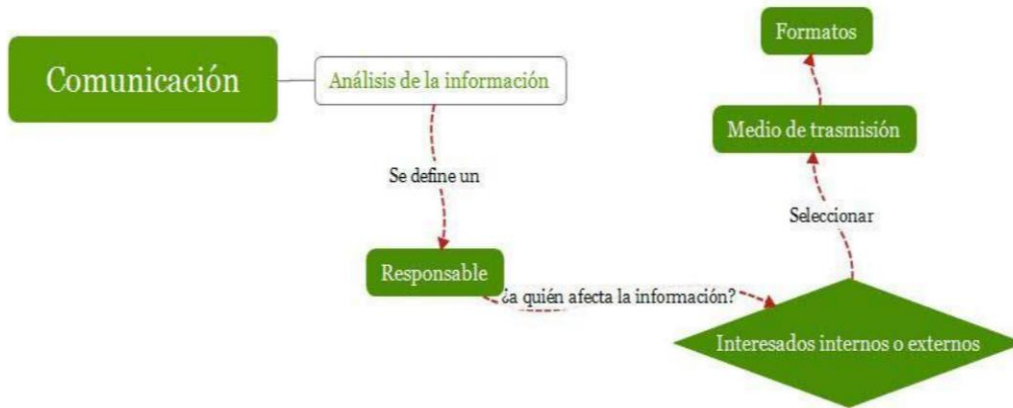 Comunicación
Análisis de la información
Se define un
Responsable
¿a quién afecta la información?
Interesados internos o externos
Seleccionar
Medio de trasmisión
Formatos